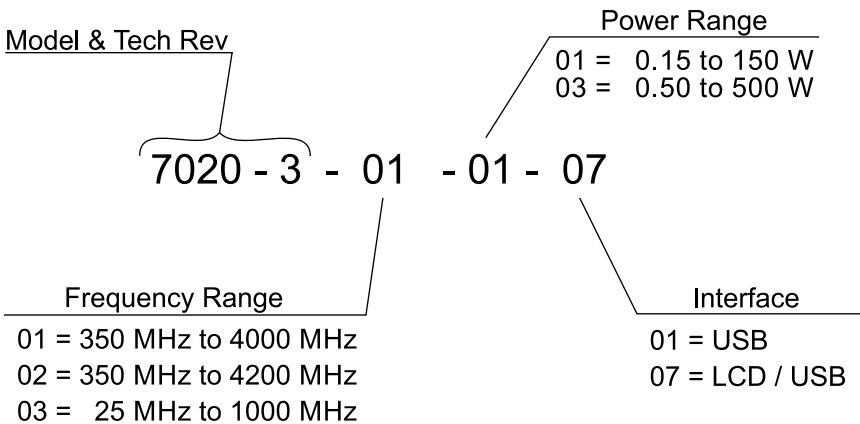 Model & Tech Rev
Power Range
01 = 0.15 to 150 W
03 = 0.50 to 500 W
7020 - 3 - 01 - 01 - 07
Frequency Range
01 = 350 MHz to 4000 MHz
02 = 350 MHz to 4200 MHz
03 = 25 MHz to 1000 MHz
Interface
01 = USB
07 = LCD / USB